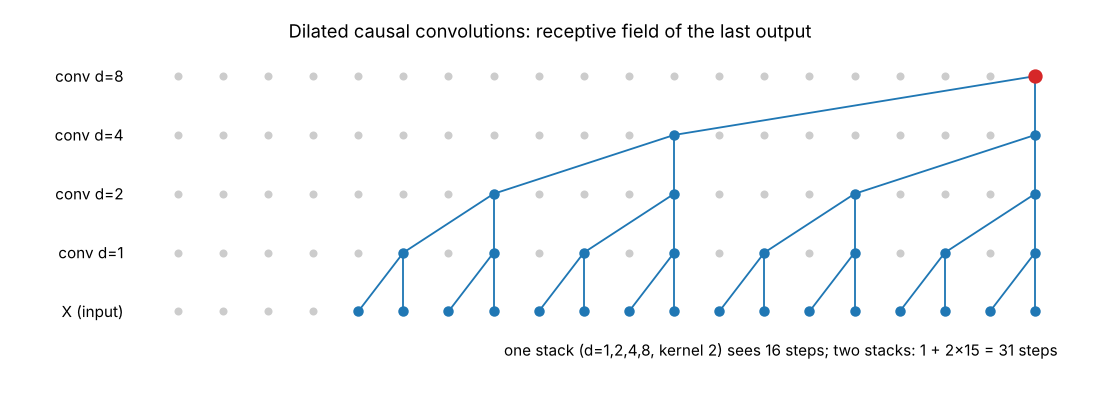 Dilated causal convolutions: receptive field of the last output
conv d=8
conv d=4
conv d=2
conv d=1
X (input)
one stack (d=1,2,4,8, kernel 2) sees 16 steps; two stacks: 1 + 2×15 = 31 steps